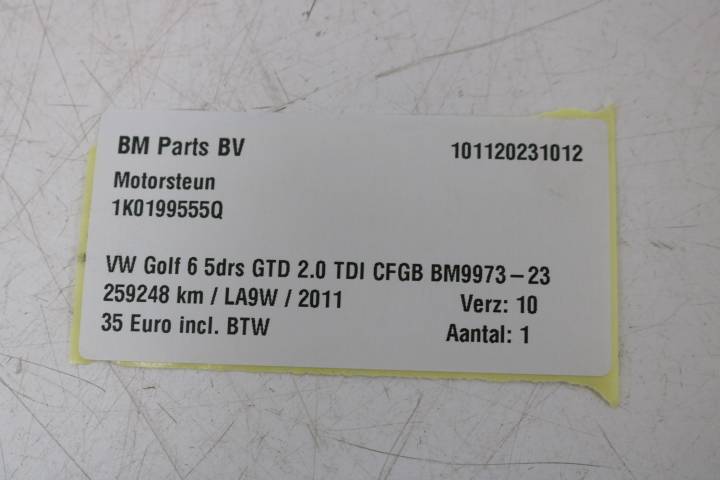 BM Parts BV 101120231012
Motorsteun
1K0199555Q
VW Golf 6 5drs GTD 2.0 TDI CFGB BM9973-23
259248 km / LA9W / 2011 Verz: 10
35 Euro incl. BTW Aantal: 1